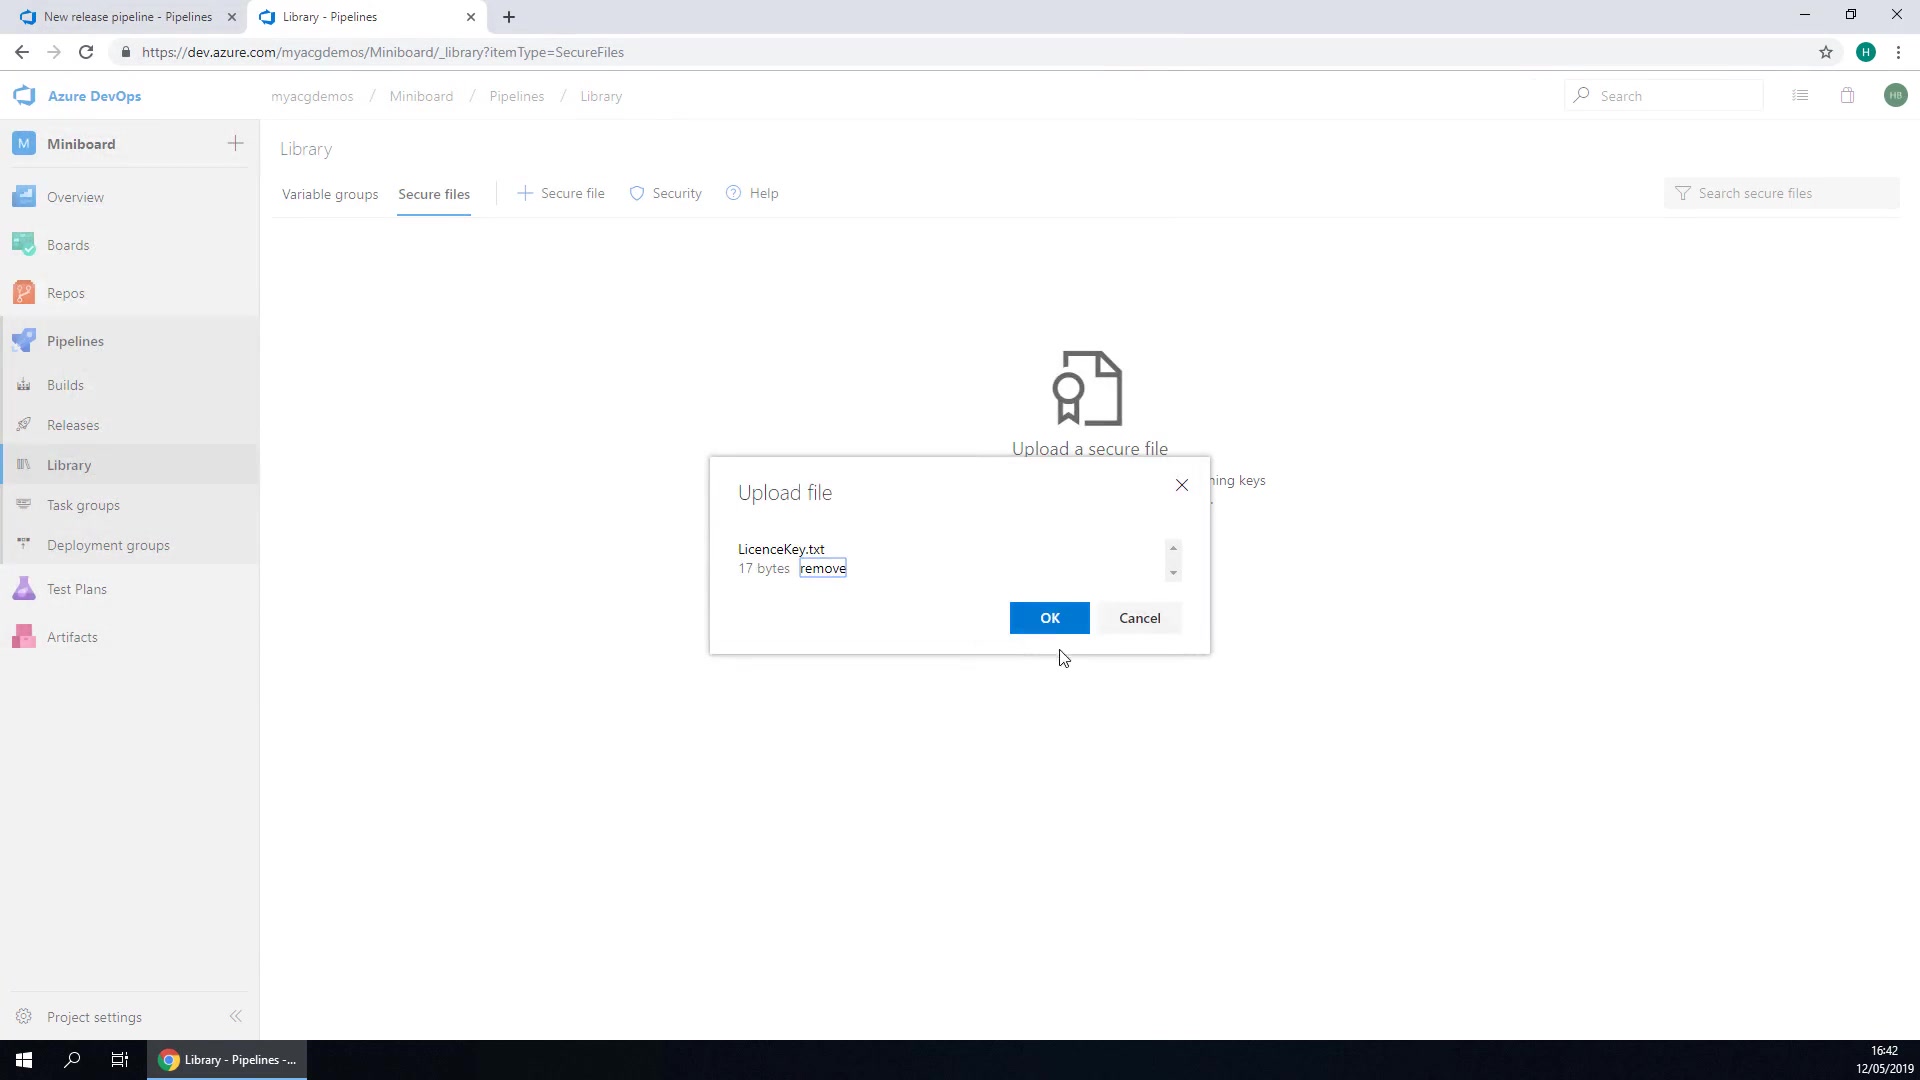 New release pipeline - Pipelines
Library - Pipelines
https://dev.azure.com/myacgdemos/Miniboard/_library?itemType=SecureFiles
H
Azure DevOps
myacgdemos / Miniboard / Pipelines / Library
Search
HB
M Miniboard
Library
Variable groups
Secure files
Secure file
Security
Help
Search secure files
Overview
Boards
Repos
Pipelines
Builds
Releases
Library
Task groups
Deployment groups
Test Plans
Artifacts
Upload a secure file
ning keys
Upload file
LicenceKey.txt
17 bytes remove
OK
Cancel
Project settings
Library - Pipelines -...
16:42
12/05/2019